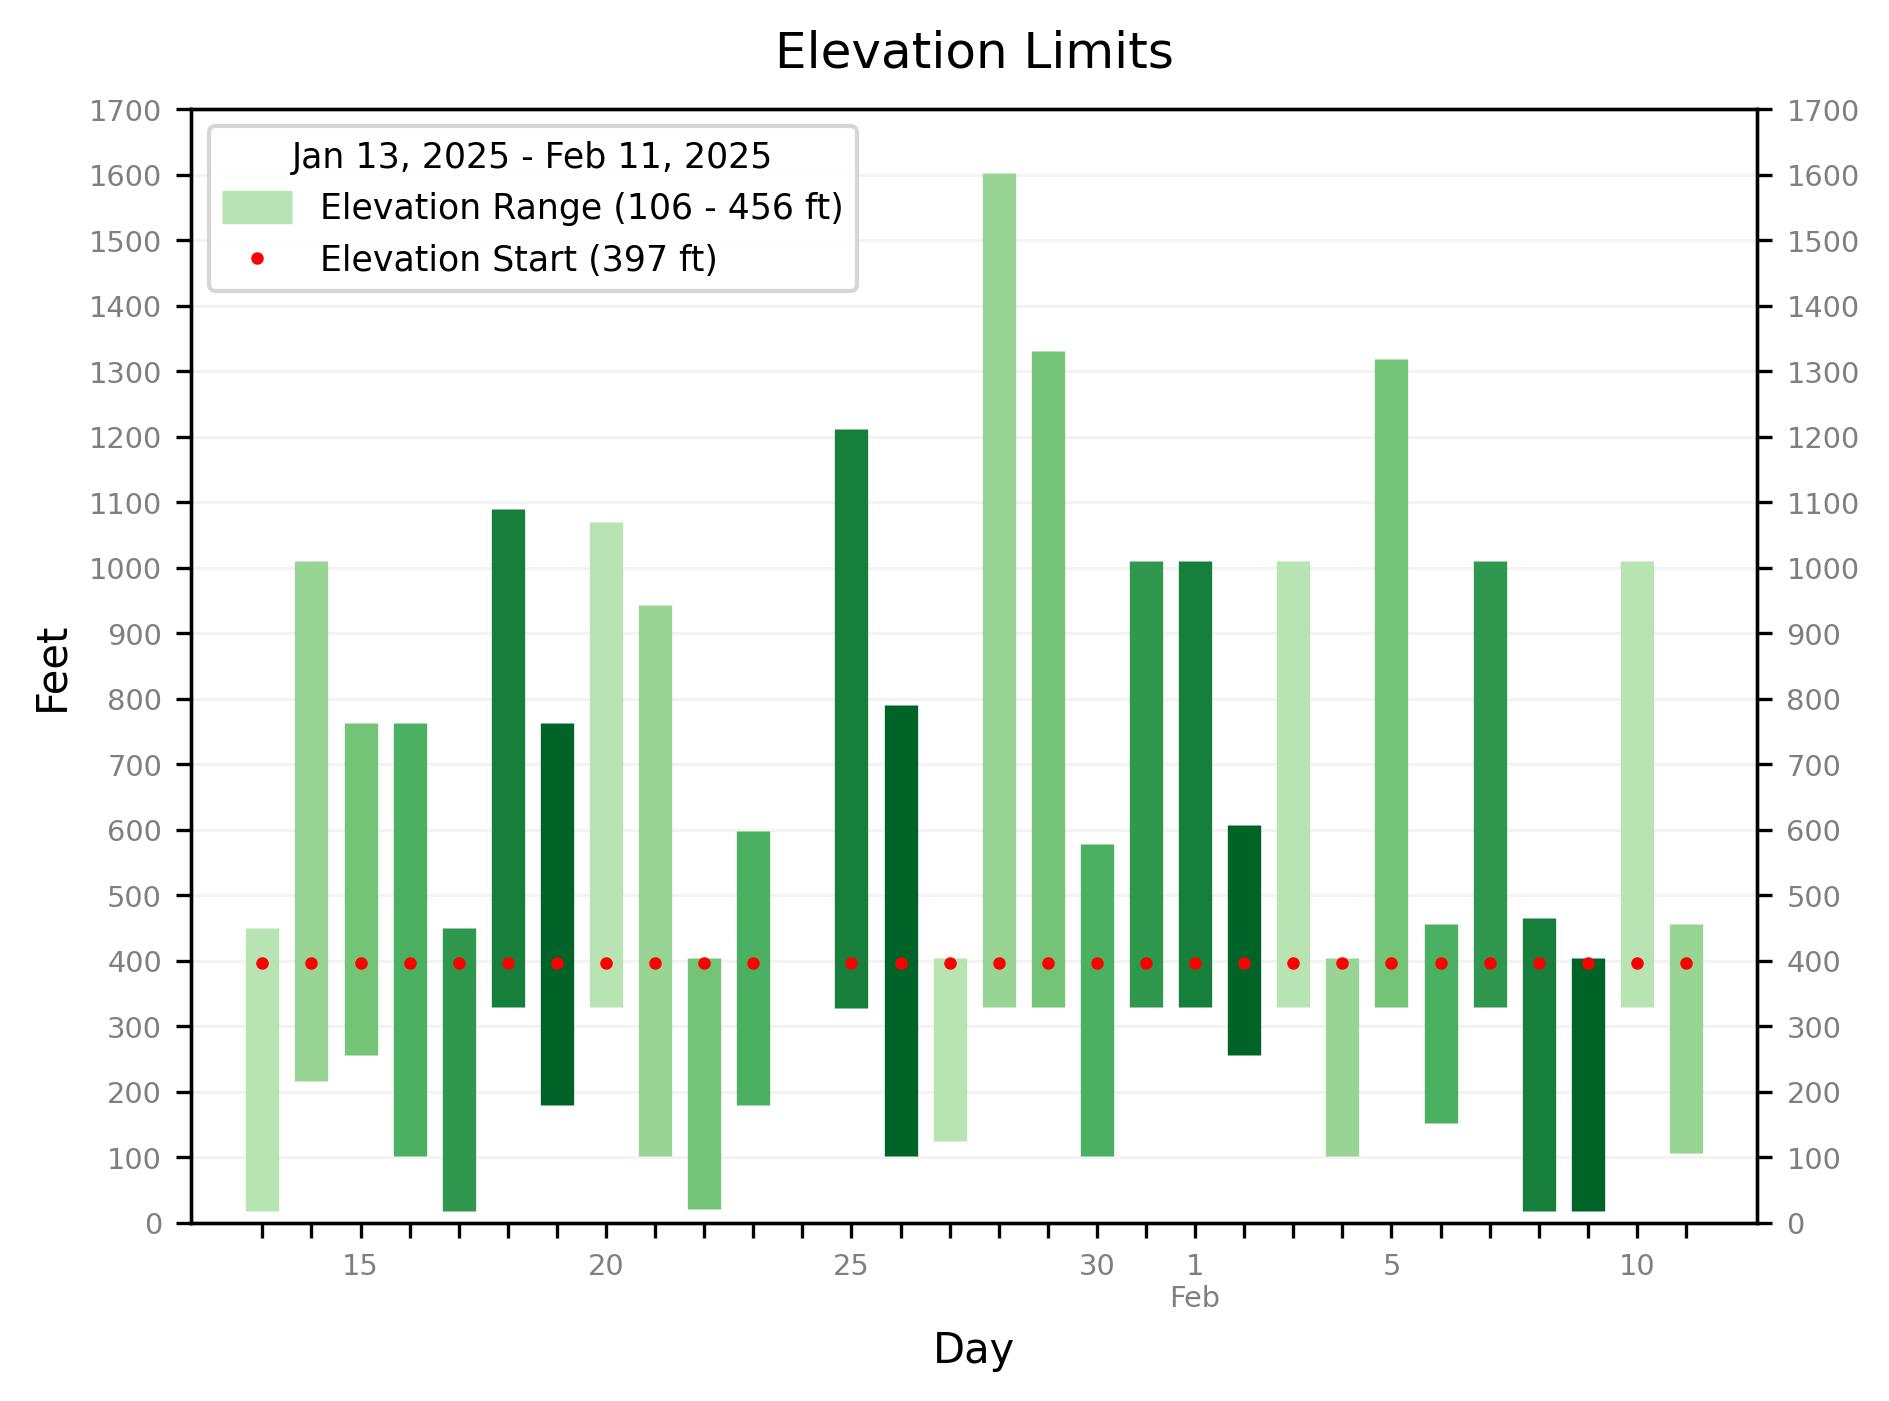 Elevation Limits
1700 1700
Jan 13, 2025 - Feb 11, 2025
1600 1600
Elevation Range (106 - 456 ft)
1500 1500
Elevation Start (397 ft)
1400 1400
1300 1300
1200 1200
1100 1100
1000 1000
900 900
800 800
Feet
700 700
600 600
500 500
400 400
300 300
200 200
100 100
0 0
15 20 25 30 1 5 10
Feb
Day